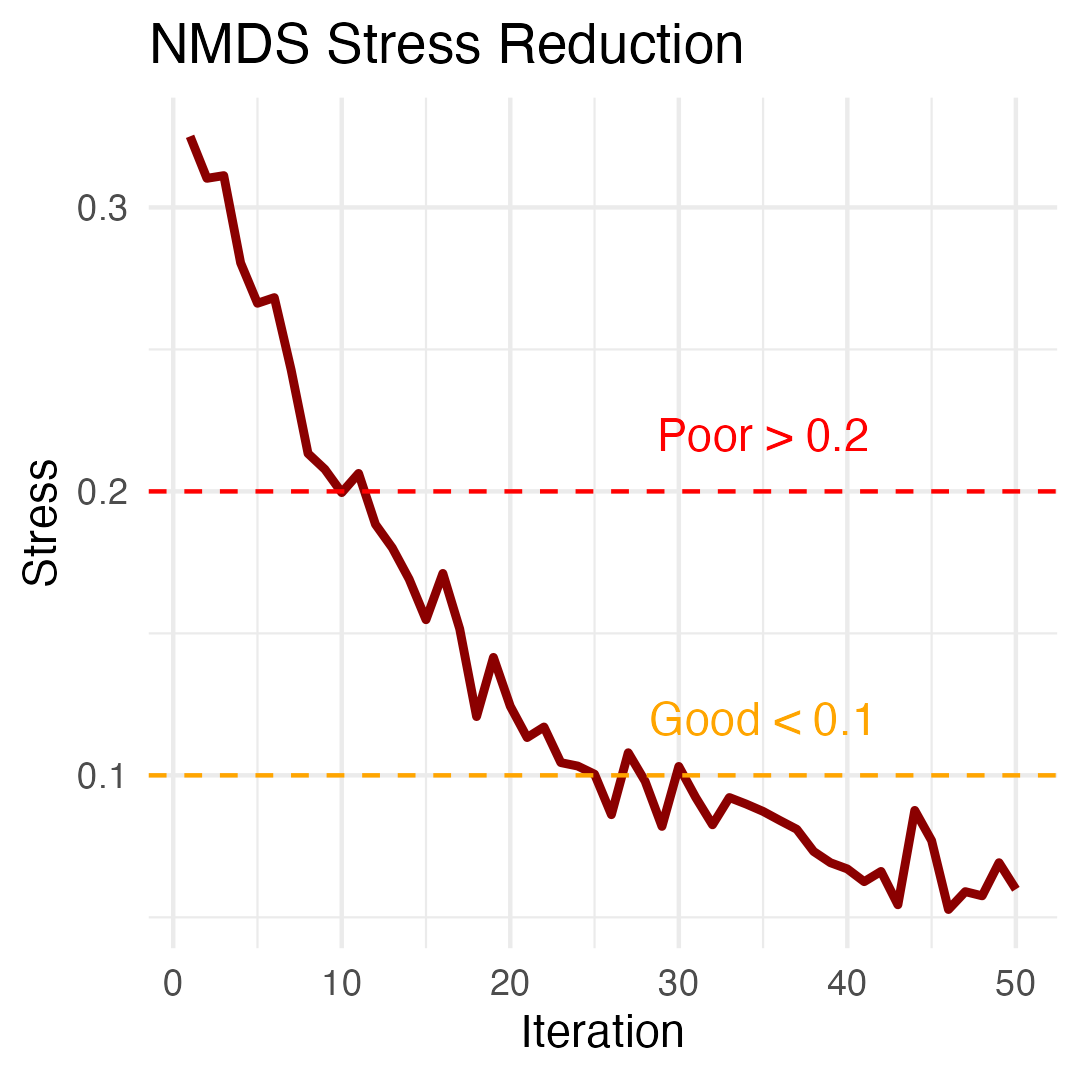 NMDS Stress Reduction
0.3
Poor > 0.2
0.2
Stress
Good < 0.1
0.1
0 10 20 30 40 50
Iteration